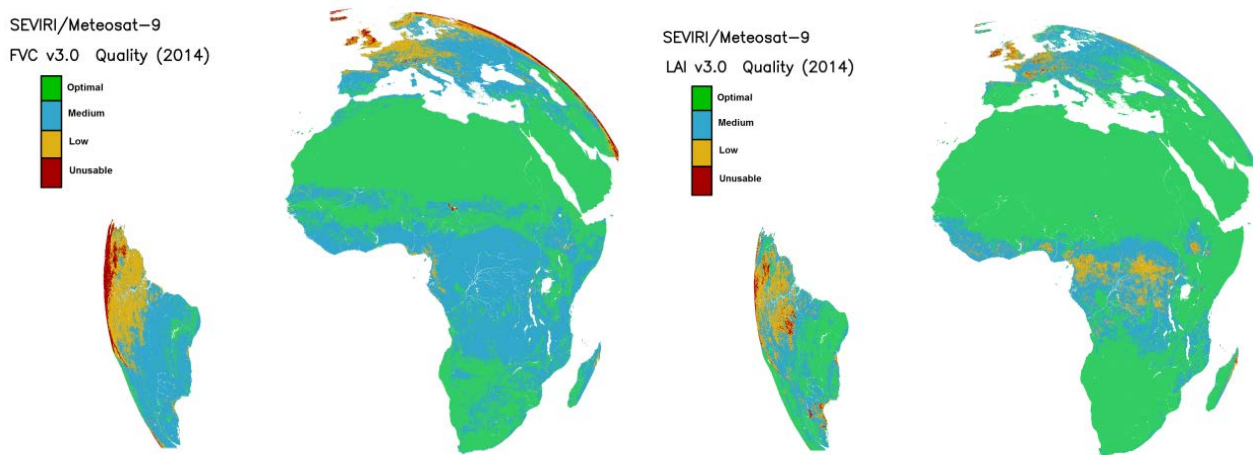 SEVIRI/Meteosat-9
FVC v3.0 Quality (2014)
Optimal
Medium
Low
Unusable
SEVIRI/Meteosat-9
LAI v3.0 Quality (2014)
Optimal
Medium
Low
Unusable